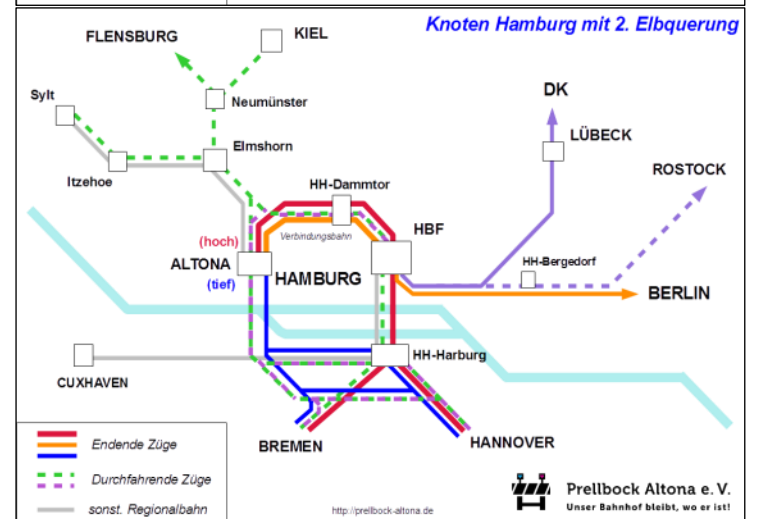 Knoten Hamburg mit 2. Elbquerung
FLENSBURG
KIEL
Sylt
Neumünster
DK
Elmshorn
LÜBECK
Itzehoe
HH-Dammtor
ROSTOCK
HBF
(hoch)
Verbindungsbahn
ALTONA
HAMBURG
HH-Bergedorf
(tief)
BERLIN
HH-Harburg
CUXHAVEN
BREMEN
HANNOVER
Endende Züge
Durchfahrende Züge
sonst. Regionalbahn
http://prellbock-altona.de
Prellbock Altona e. V.
Unser Bahnhof bleibt, wo er ist!